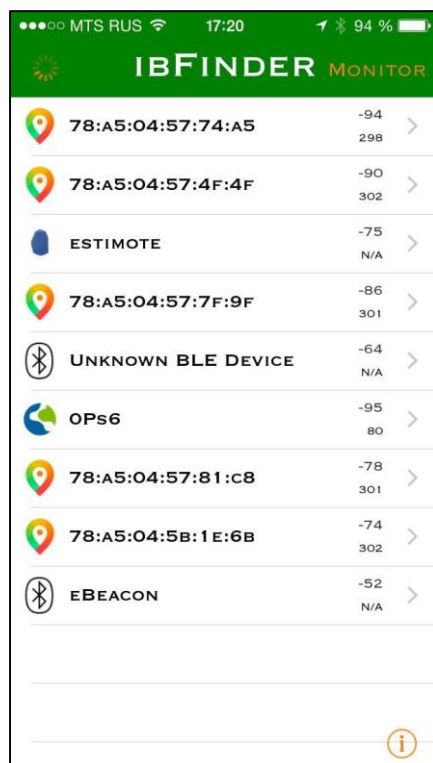 MTS RUS 17:20 94 %
IBFINDER MONITOR
78:A5:04:57:74:A5 -94
298
78:A5:04:57:4F:4F -90
302
ESTIMOTE -75
N/A
78:A5:04:57:7F:9F -86
301
UNKNOWN BLE DEVICE -64
N/A
0PS6 -95
80
78:A5:04:57:81:C8 -78
301
78:A5:04:5B:1E:6B -74
302
EBEACON -52
N/A
i